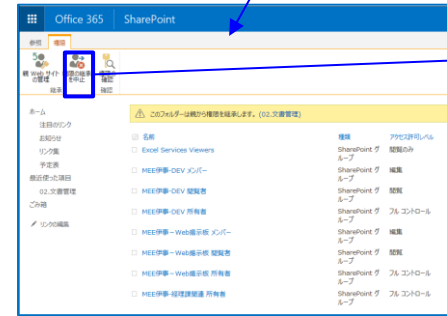 Office 365
SharePoint
参照
権限
親 Web サイト
の管理
権限の継承
を中止
権限の
確認
継承
確認
ホーム
注目のリンク
お知らせ
リンク集
予定表
最近使った項目
02.文書管理
ごみ箱
リンクの編集
このフォルダーは親から権限を継承します。(02.文書管理)
名前
種類
アクセス許可レベル
Excel Services Viewers
SharePoint グループ
閲覧のみ
MEE伊事-DEV メンバー
SharePoint グループ
編集
MEE伊事-DEV 閲覧者
SharePoint グループ
閲覧
MEE伊事-DEV 所有者
SharePoint グループ
フル コントロール
MEE伊事－Web掲示板 メンバー
SharePoint グループ
編集
MEE伊事－Web掲示板 閲覧者
SharePoint グループ
閲覧
MEE伊事－Web掲示板 所有者
SharePoint グループ
フル コントロール
MEE伊事-経理課関連 所有者
SharePoint グループ
フル コントロール